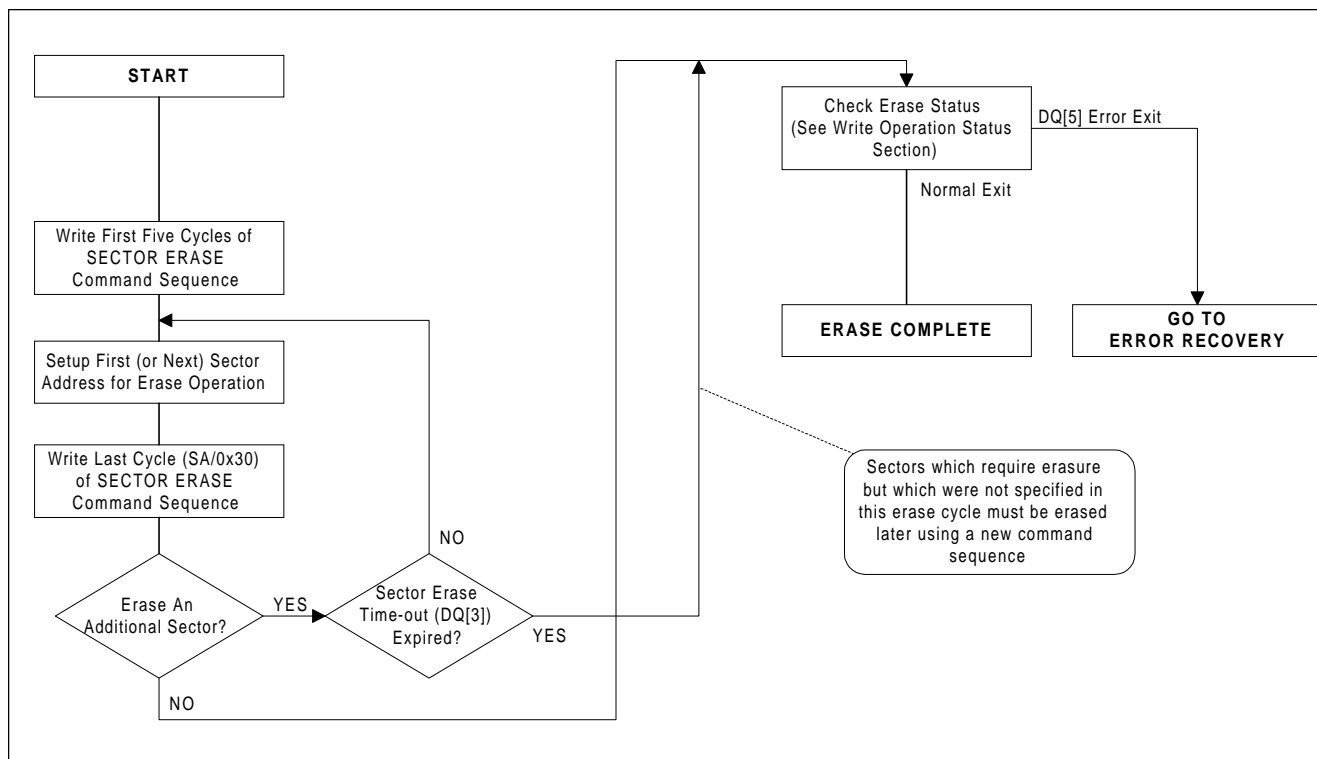 START
Write First Five Cycles of
SECTOR ERASE
Command Sequence
Setup First (or Next) Sector
Address for Erase Operation
Write Last Cycle (SA/0x30)
of SECTOR ERASE
Command Sequence
Erase An
Additional Sector?
YES
NO
Sector Erase
Time-out (DQ[3])
Expired?
NO
YES
Check Erase Status
(See Write Operation Status
Section)
DQ[5] Error Exit
Normal Exit
ERASE COMPLETE
GO TO
ERROR RECOVERY
Sectors which require erasure
but which were not specified in
this erase cycle must be erased
later using a new command
sequence